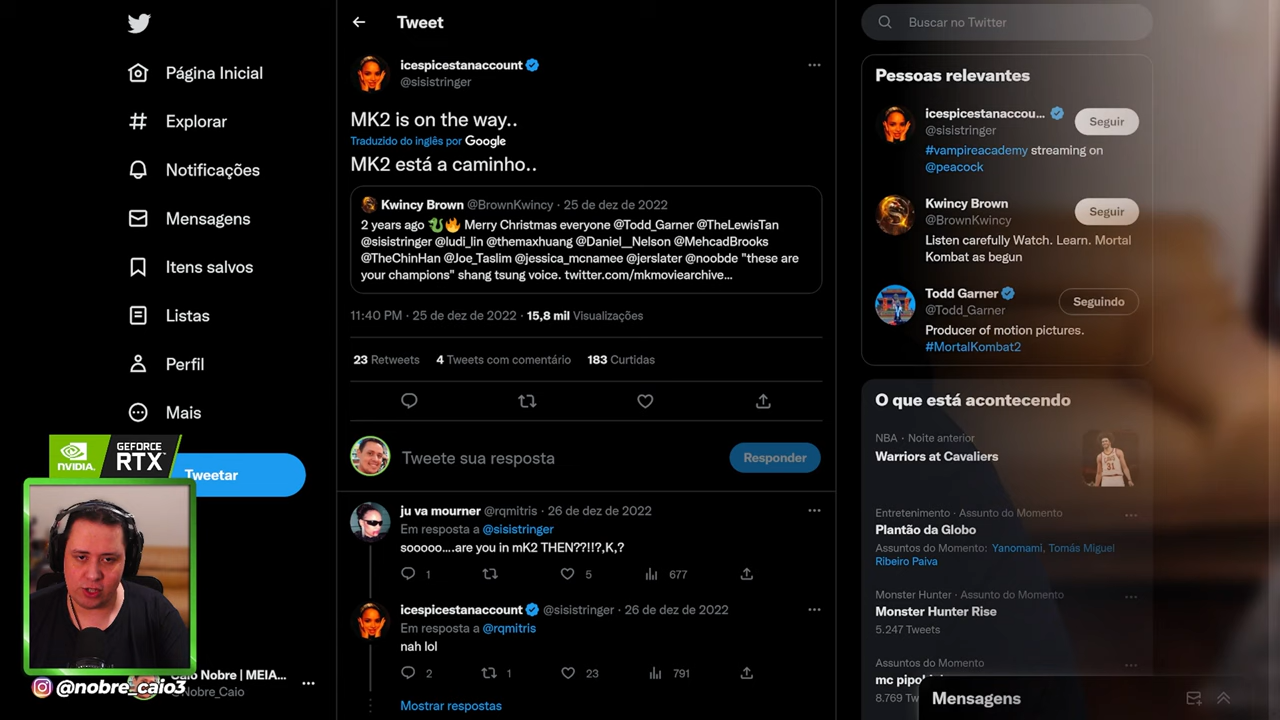 Página Inicial
Explorar
Notificações
Mensagens
Itens salvos
Listas
Perfil
Mais
Tweetar
NVIDIA.
GEFORCE
RTX
Caio Nobre | MEIA...
@Nobre_Caio
@nobre_caio3
Tweet
icespicestanaccount
@sisistringer
MK2 is on the way..
Traduzido do inglês por Google
MK2 está a caminho..
Kwincy Brown @BrownKwincy · 25 de dez de 2022
2 years ago 🐉🔥 Merry Christmas everyone @Todd_Garner @TheLewisTan
@sisistringer @ludi_lin @themaxhuang @Daniel__Nelson @MehcadBrooks
@TheChinHan @Joe_Taslim @jessica_mcnamee @jerslater @noobde "these are
your champions" shang tsung voice. twitter.com/mkmoviearchive...
11:40 PM · 25 de dez de 2022 · 15,8 mil Visualizações
23 Retweets 4 Tweets com comentário 183 Curtidas
Tweete sua resposta
Responder
ju va mourner @rqmitris · 26 de dez de 2022
Em resposta a @sisistringer
sooooo....are you in mK2 THEN??!!?,K,?
1 5 677
icespicestanaccount @sisistringer · 26 de dez de 2022
Em resposta a @rqmitris
nah lol
2 1 23 791
Mostrar respostas
Buscar no Twitter
Pessoas relevantes
icespicestanaccou...
@sisistringer
Seguir
#vampireacademy streaming on
@peacock
Kwincy Brown
@BrownKwincy
Seguir
Listen carefully Watch. Learn. Mortal
Kombat as begun
Todd Garner
@Todd_Garner
Seguindo
Producer of motion pictures.
#MortalKombat2
O que está acontecendo
NBA · Noite anterior
Warriors at Cavaliers
31
Entretenimento · Assunto do Momento
Plantão da Globo
Assuntos do Momento: Yanomami, Tomás Miguel
Ribeiro Paiva
Monster Hunter · Assunto do Momento
Monster Hunter Rise
5.247 Tweets
Assuntos do Momento
mc
8.769
Mensagens